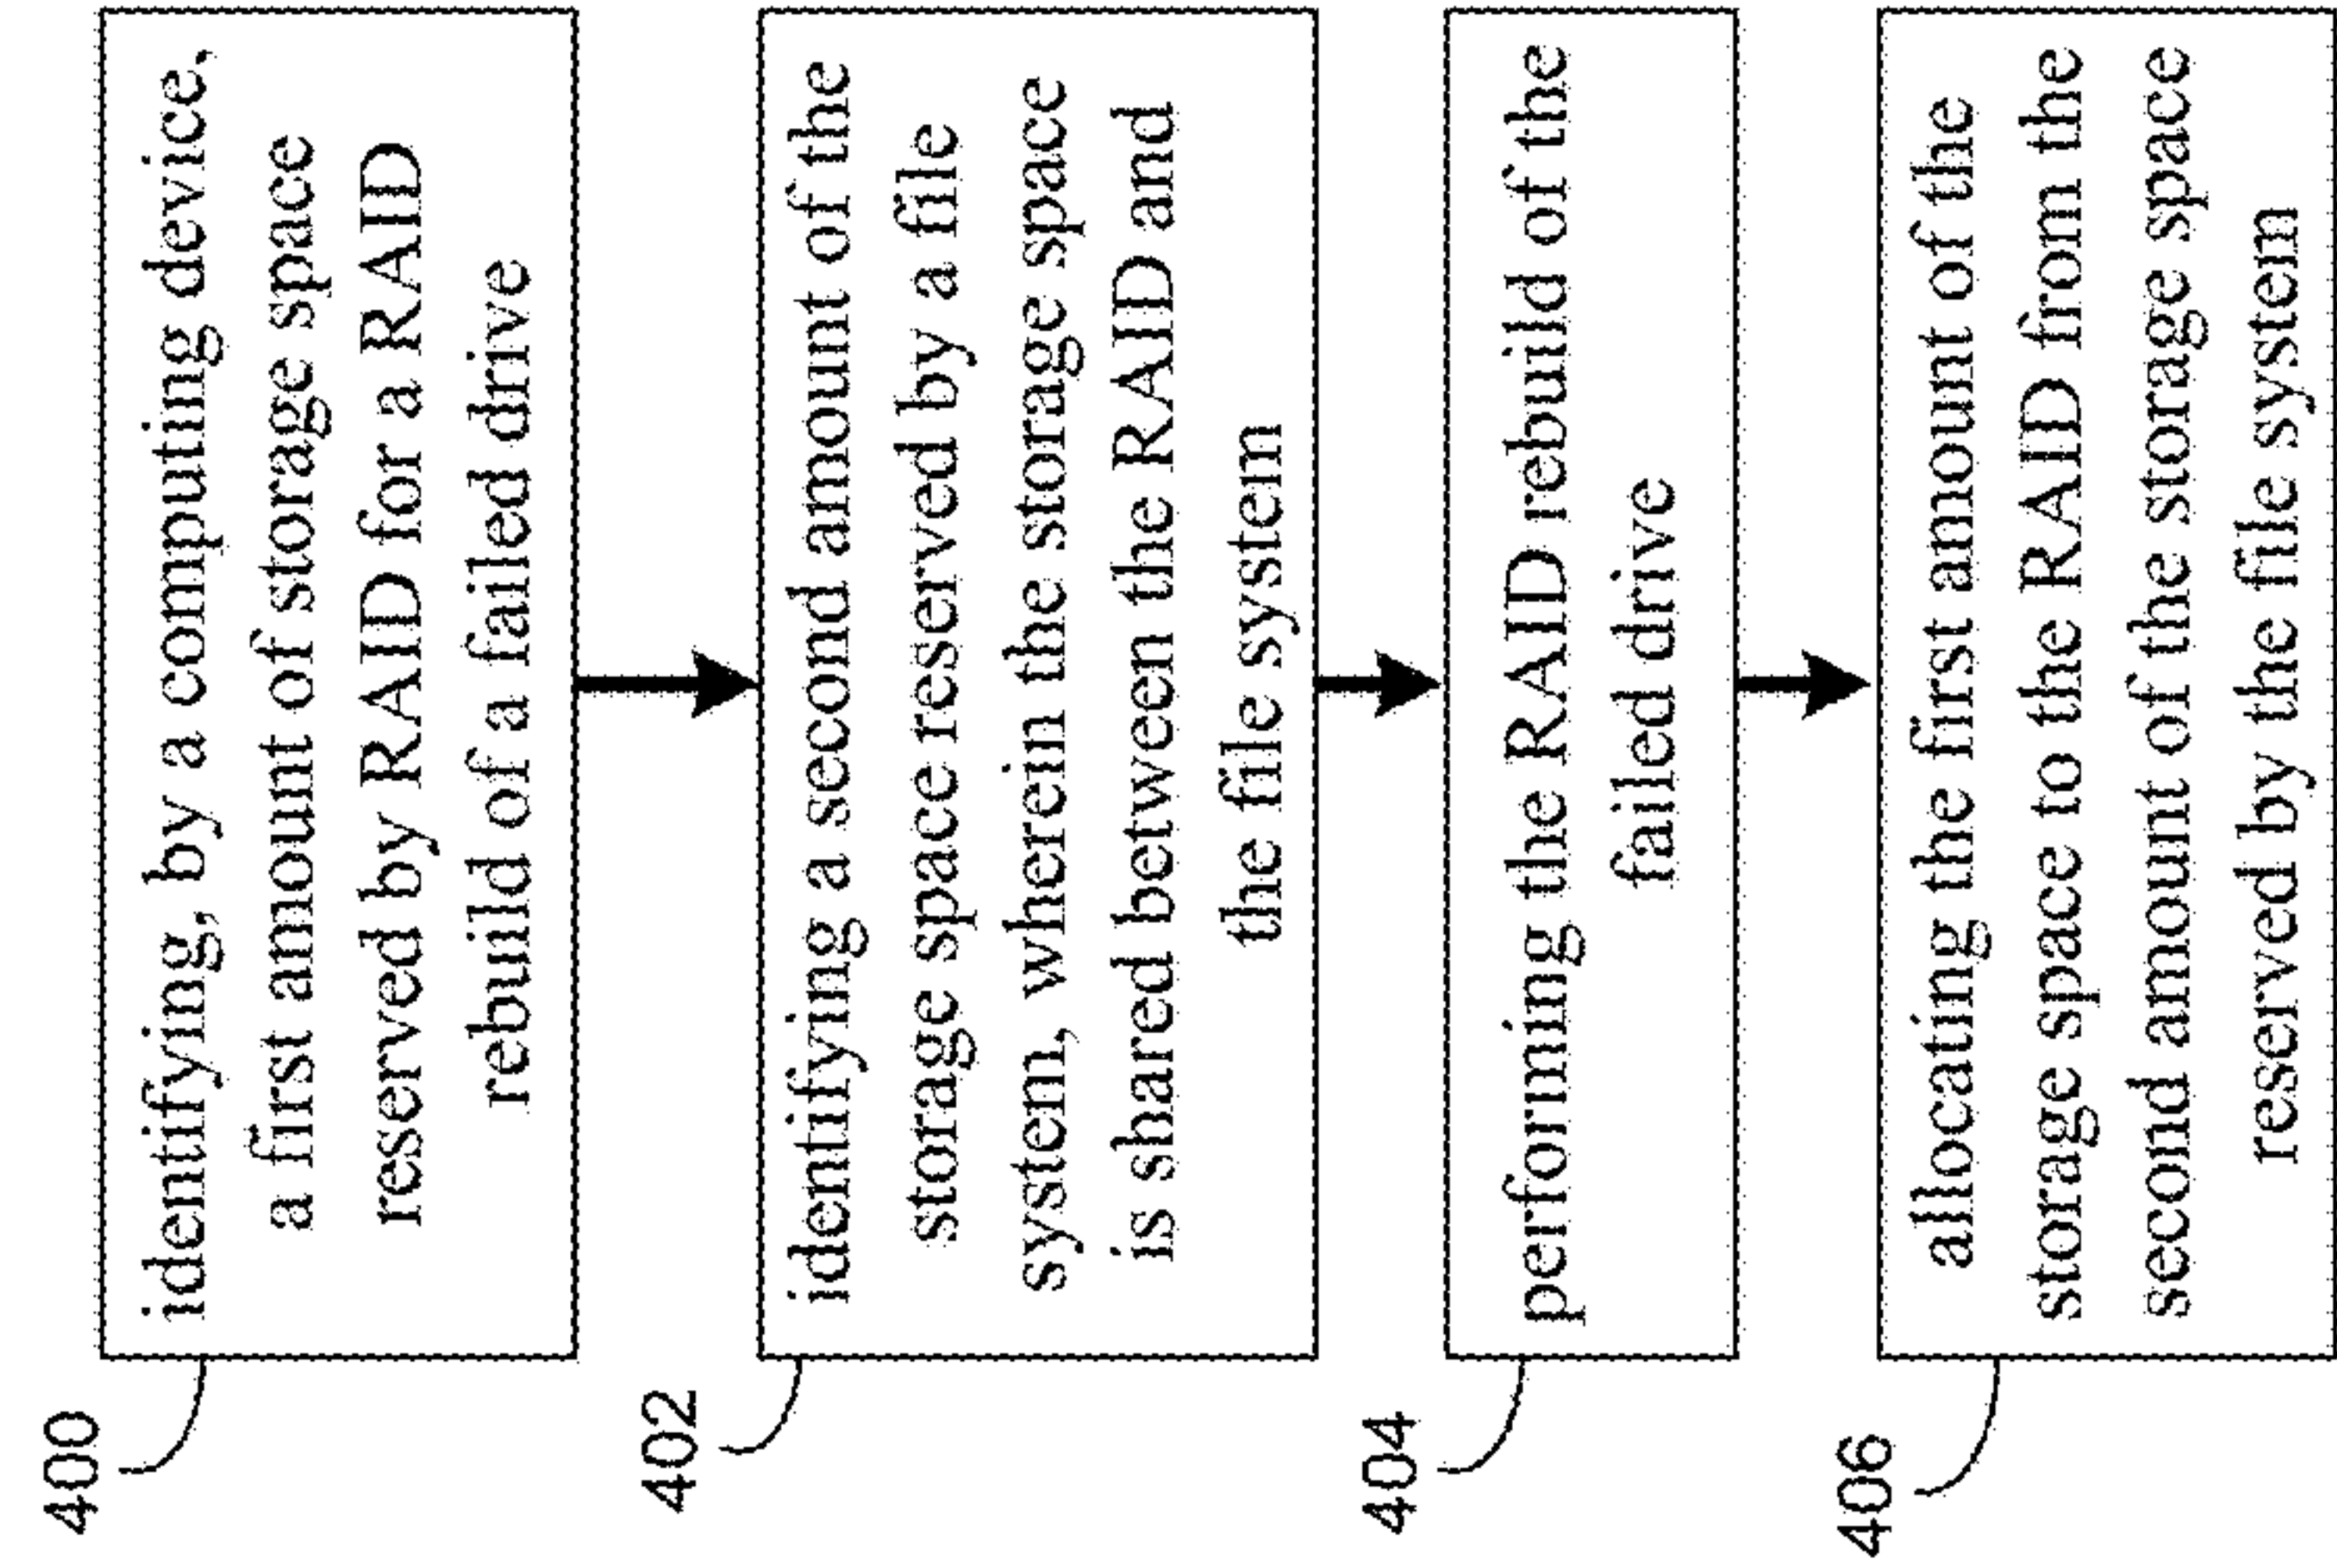 400
identifying, by a computing device,
a first amount of storage space
reserved by RAID for a RAID
rebuild of a failed drive
402
identifying a second amount of the
storage space reserved by a file
system, wherein the storage space
is shared between the RAID and
the file system
404
performing the RAID rebuild of the
failed drive
406
allocating the first amount of the
storage space to the RAID from the
second amount of the storage space
reserved by the file system